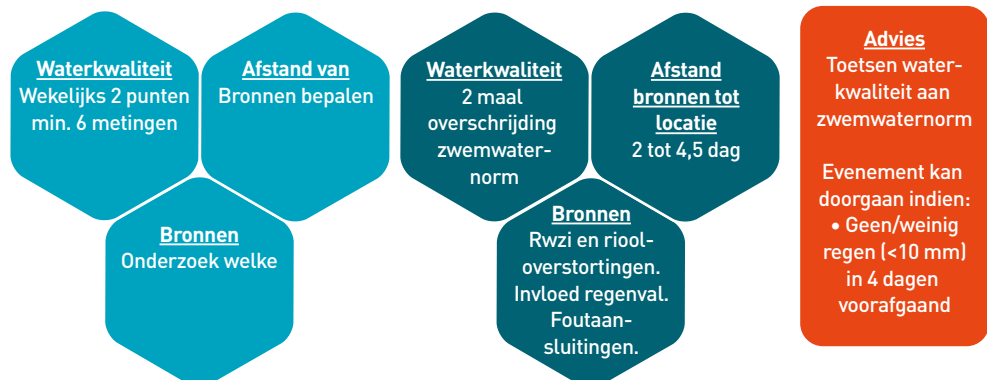 Waterkwaliteit
Wekelijks 2 punten
min. 6 metingen
Afstand van
Bronnen bepalen
Bronnen
Onderzoek welke
Waterkwaliteit
2 maal
overschrijding
zwemwater-
norm
Afstand
bronnen tot
locatie
2 tot 4,5 dag
Bronnen
Rwzi en riool-
overstortingen.
Invloed regenval.
Foutaan-
sluitingen.
Advies
Toetsen water-
kwaliteit aan
zwemwaternorm
Evenement kan
doorgaan indien:
• Geen/weinig
regen (<10 mm)
in 4 dagen
voorafgaand